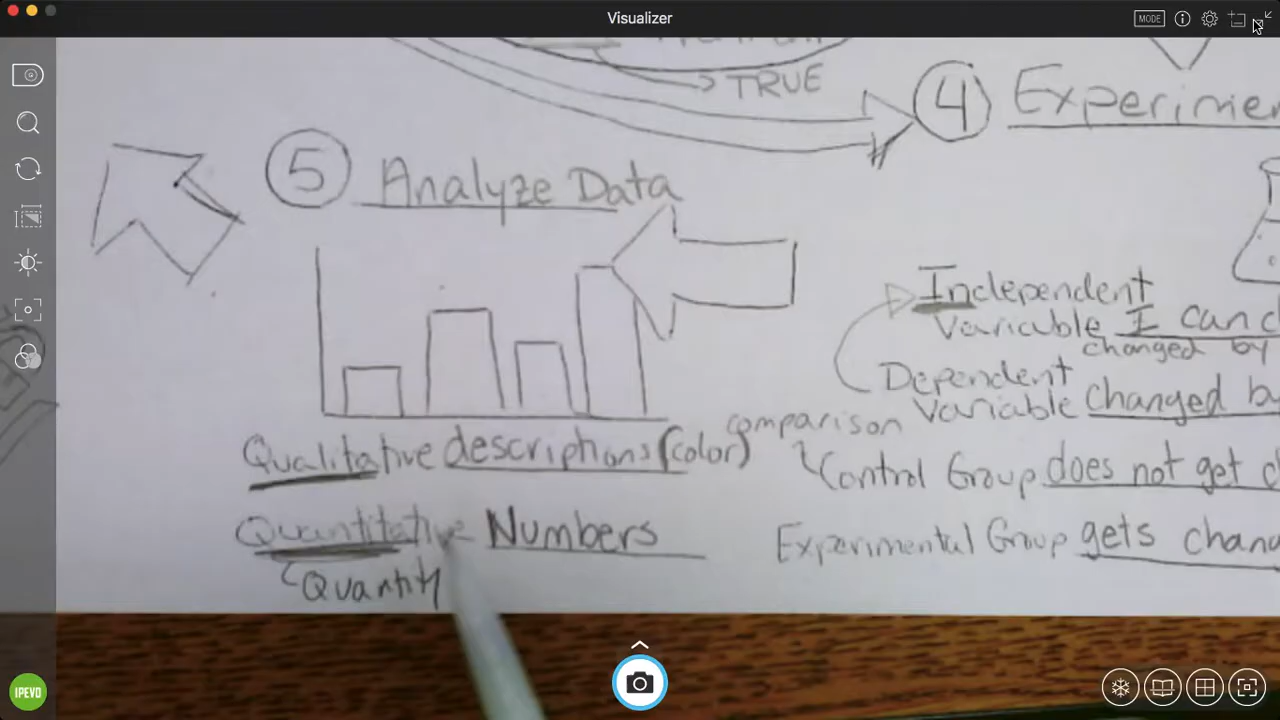 Visualizer
MODE
TRUE
④ Experimen
⑤ Analyze Data
Independent
Variable I can c
changed by
Dependent
Variable changed bu
comparison
Control Group does not get c
Experimental Group gets chan
Qualitative descriptions (color)
Quantitative Numbers
Quantity
IPEVO